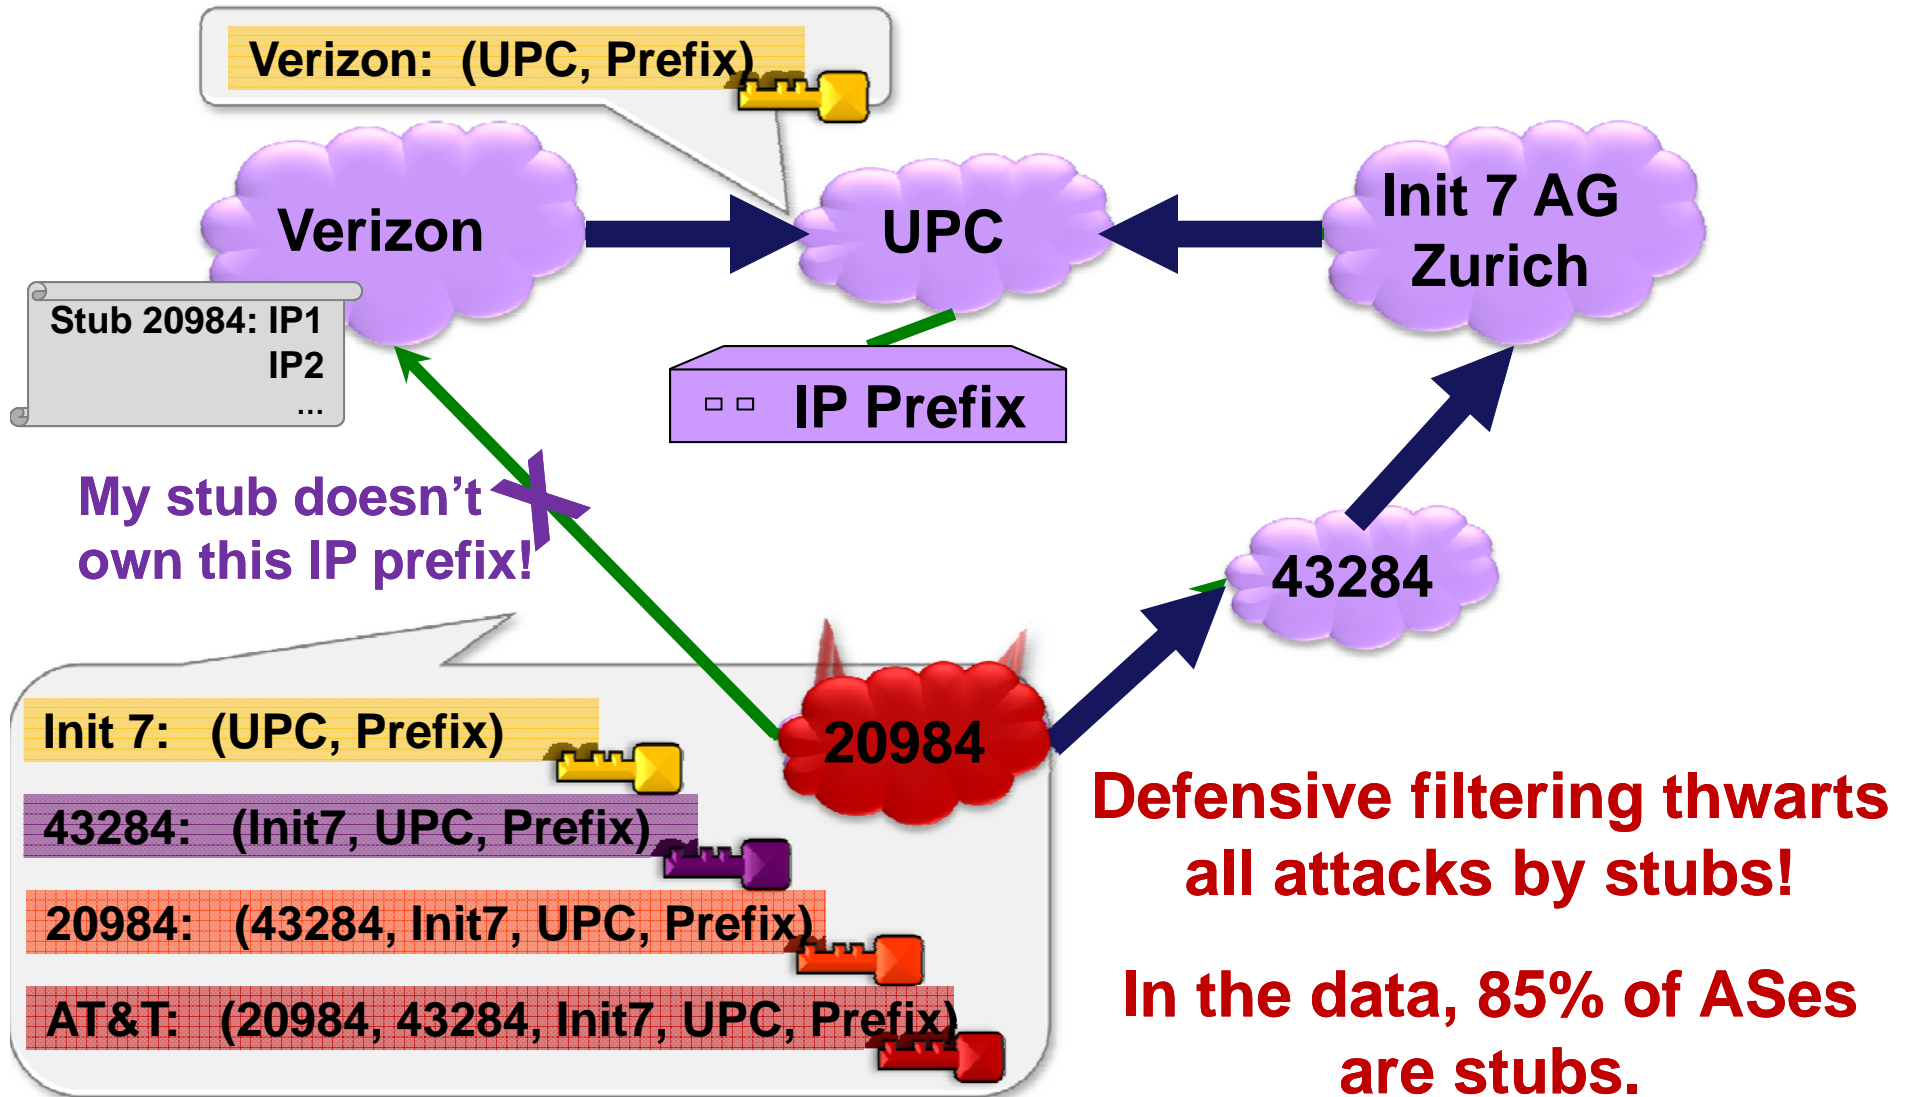 Verizon: (UPC, Prefix)
Verizon
UPC
Init 7 AG
Zurich
Stub 20984: IP1
IP2
...
IP Prefix
My stub doesn't
own this IP prefix!
43284
20984
Init 7: (UPC, Prefix)
43284: (Init7, UPC, Prefix)
20984: (43284, Init7, UPC, Prefix)
AT&T: (20984, 43284, Init7, UPC, Prefix)
Defensive filtering thwarts
all attacks by stubs!
In the data, 85% of ASes
are stubs.